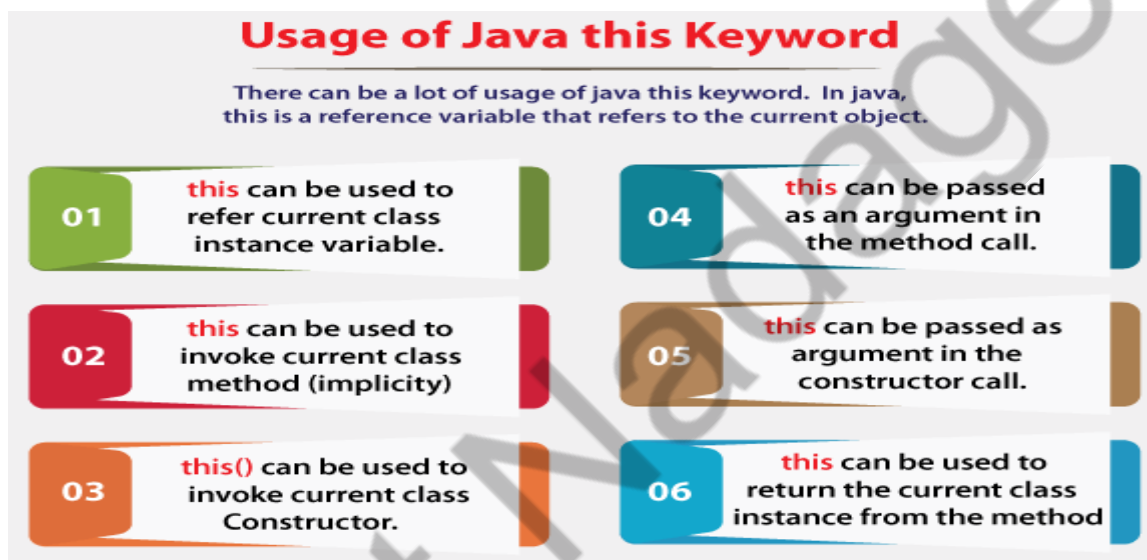 Usage of Java this Keyword
There can be a lot of usage of java this keyword. In java,
this is a reference variable that refers to the current object.
01
this can be used to
refer current class
instance variable.
02
this can be used to
invoke current class
method (implicity)
03
this() can be used to
invoke current class
Constructor.
04
this can be passed
as an argument in
the method call.
05
this can be passed as
argument in the
constructor call.
06
this can be used to
return the current class
instance from the method